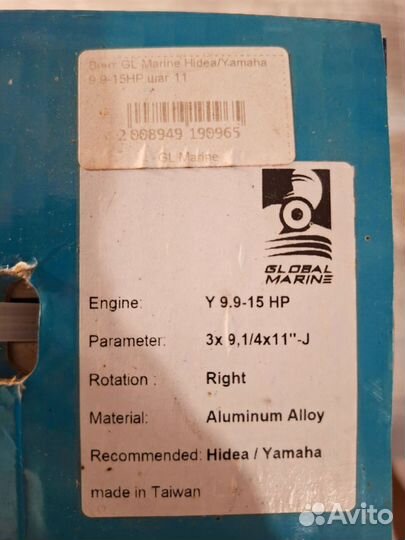 Винт GL Marine Hidea/Yamaha
9.9-15HP шаг 11
2 008949 190965
GL Marine
GLOBAL
MARINE
Engine: Y 9.9-15 HP
Parameter: 3x 9,1/4x11"-J
Rotation : Right
Material: Aluminum Alloy
Recommended: Hidea / Yamaha
made in Taiwan
Avito